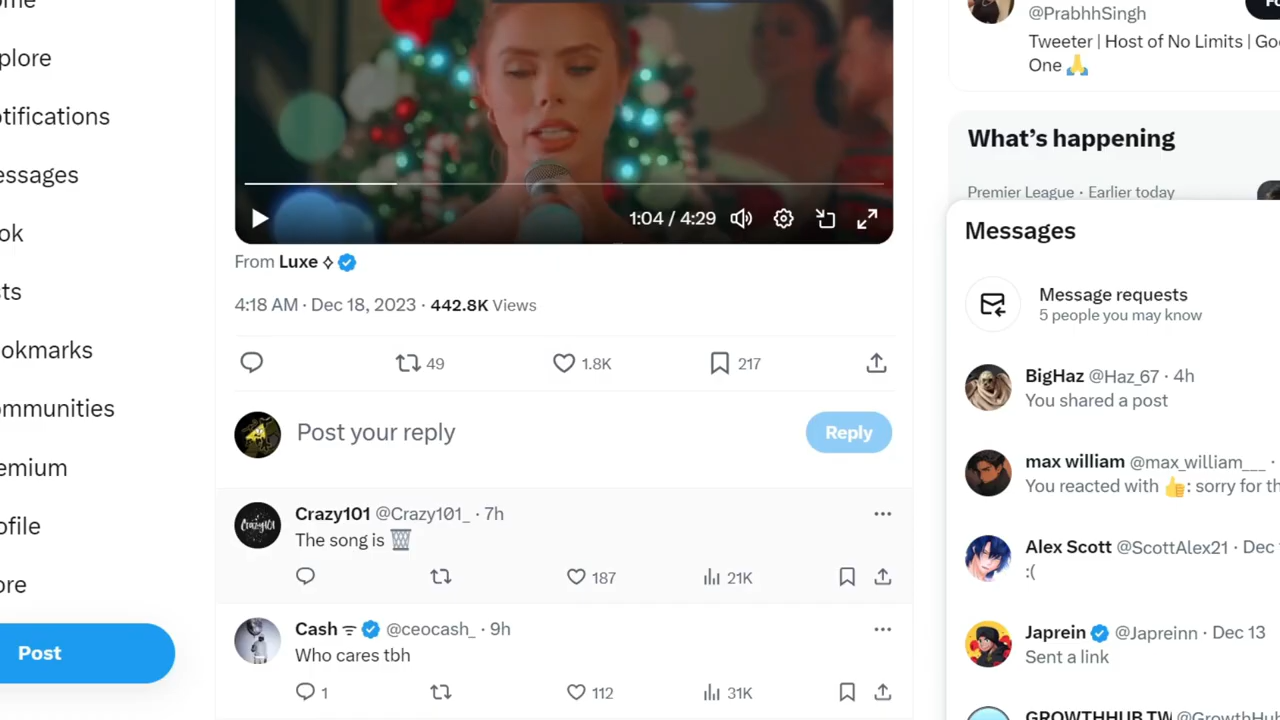 ome
plore
otifications
essages
ok
sts
okmarks
ommunities
emium
ofile
ore
Post
1:04 / 4:29
From Luxe ✧
4:18 AM · Dec 18, 2023 · 442.8K Views
49
1.8K
217
Post your reply
Reply
Crazy101 @Crazy101_ · 7h
The song is 🗑️
187
21K
Cash @ceocash_ · 9h
Who cares tbh
1
112
31K
@PrabhhSingh
Tweeter | Host of No Limits | Go
One 🙏
What's happening
Premier League · Earlier today
Messages
Message requests
5 people you may know
BigHaz @Haz_67 · 4h
You shared a post
max william @max_william___ ·
You reacted with 👍: sorry for th
Alex Scott @ScottAlex21 · Dec
:(
Japrein @Japreinn · Dec 13
Sent a link
GROWTHHUB TW @GrowthHub